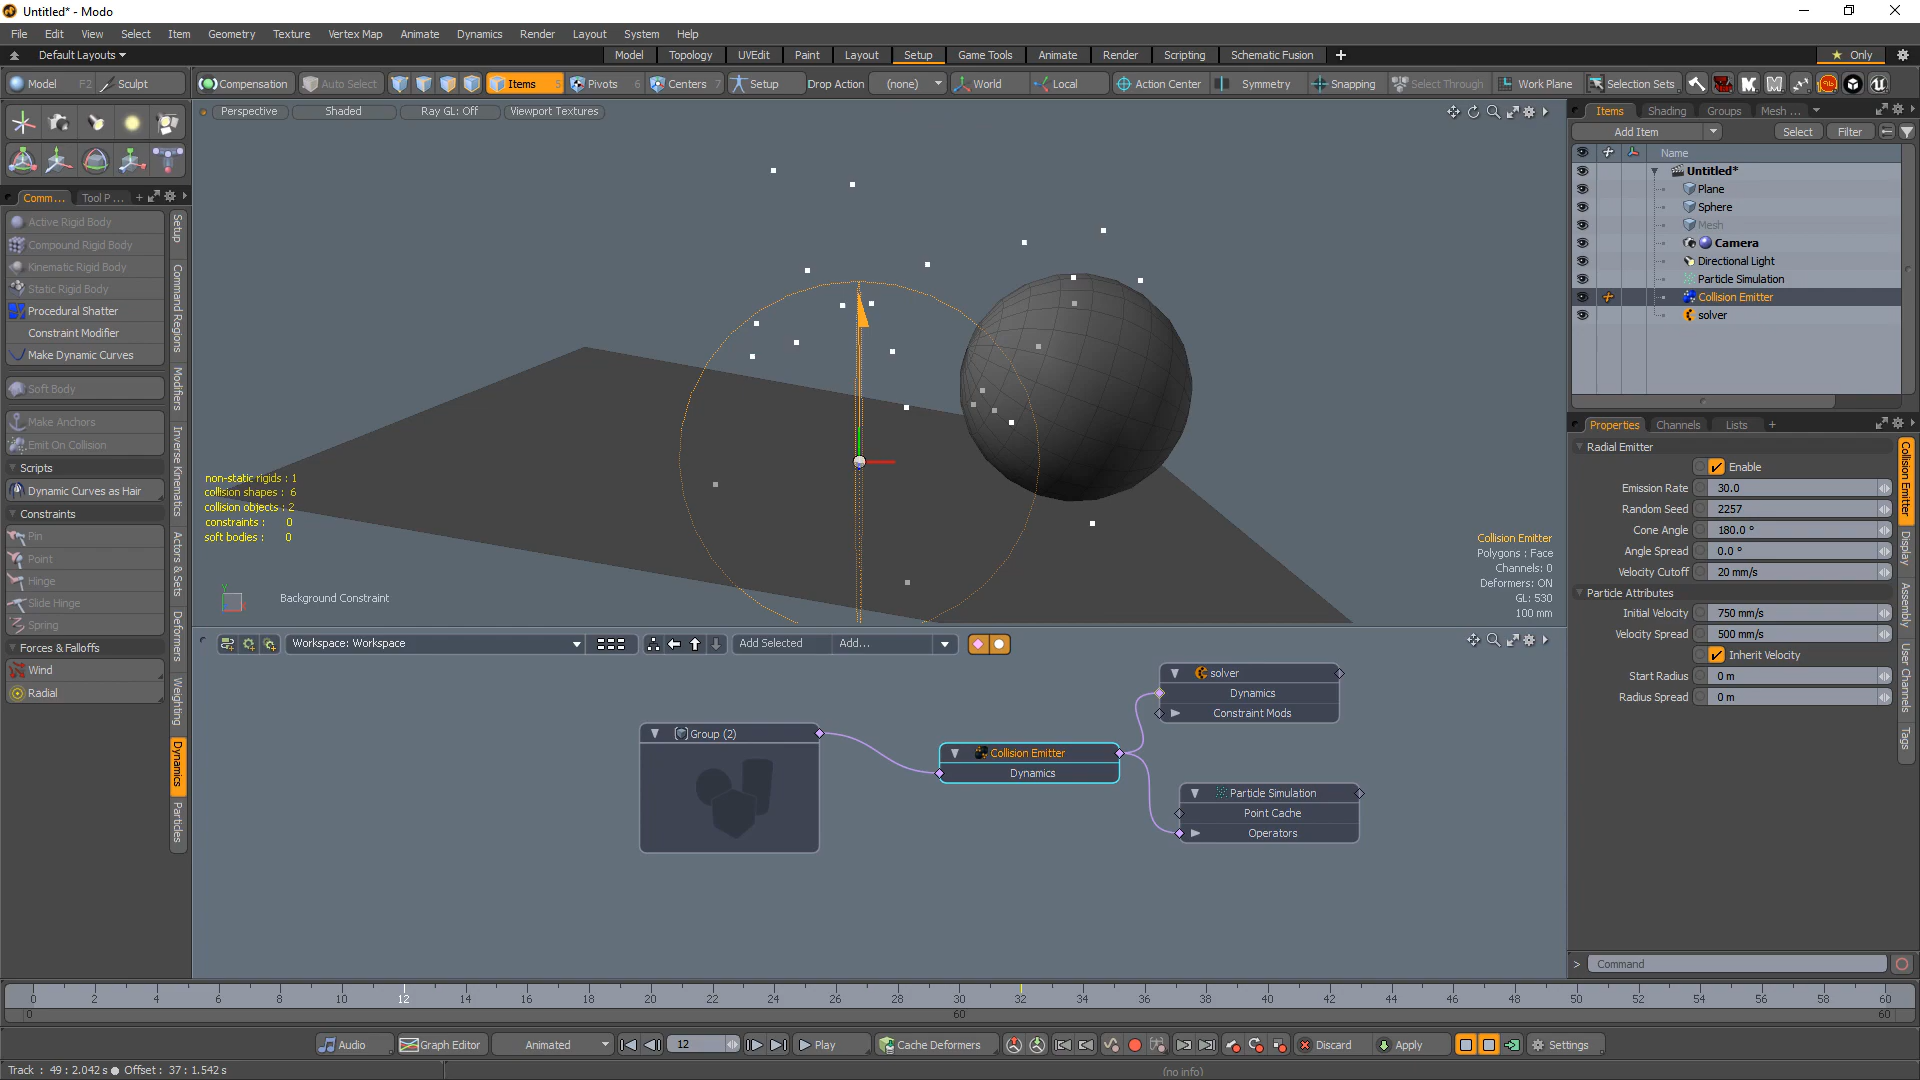 Untitled* - Modo
File Edit View Select Item Geometry Texture Vertex Map Animate Dynamics Render Layout System Help
Default Layouts Model Topology UVEdit Paint Layout Setup Game Tools Animate Render Scripting Schematic Fusion Only
Model F2 Sculpt Compensation Auto Select Items 5 Pivots 6 Centers 7 Setup Drop Action (none) World Local Action Center Symmetry Snapping Select Through Work Plane Selection Sets
Perspective Shaded Ray GL: Off Viewport Textures
Items Shading Groups Mesh ...
Add Item Select Filter
Name
Untitled*
Plane
Sphere
Mesh
Camera
Directional Light
Particle Simulation
Collision Emitter
solver
Comm... Tool P...
Active Rigid Body
Compound Rigid Body
Kinematic Rigid Body
Static Rigid Body
Procedural Shatter
Constraint Modifier
Make Dynamic Curves
Soft Body
Make Anchors
Emit On Collision
Scripts
Dynamic Curves as Hair
Constraints
Pin
Point
Hinge
Slide Hinge
Spring
Forces & Falloffs
Wind
Radial
Setup
Command Regions
Modifiers
Inverse Kinematics
Actors & Sets
Deformers
Weighting
Dynamics
Particles
non-static rigids : 1
collision shapes : 6
collision objects : 2
constraints : 0
soft bodies : 0
Y
Background Constraint
Collision Emitter
Polygons : Face
Channels: 0
Deformers: ON
GL: 530
100 mm
Properties Channels Lists
Radial Emitter
Enable
Emission Rate 30.0
Random Seed 2257
Cone Angle 180.0 °
Angle Spread 0.0 °
Velocity Cutoff 20 mm/s
Particle Attributes
Initial Velocity 750 mm/s
Velocity Spread 500 mm/s
Inherit Velocity
Start Radius 0 m
Radius Spread 0 m
Collision Emitter
Display
Assembly
User Channels
Tags
Workspace: Workspace Add Selected Add...
solver
Dynamics
Constraint Mods
Group (2)
Collision Emitter
Dynamics
Particle Simulation
Point Cache
Operators
> Command
0 2 4 6 8 10 12 14 16 18 20 22 24 26 28 30 32 34 36 38 40 42 44 46 48 50 52 54 56 58 60
0 60 60
Audio Graph Editor Animated 12 Play Cache Deformers Discard Apply Settings
Track : 49 : 2.042 s Offset : 37 : 1.542 s (no info)